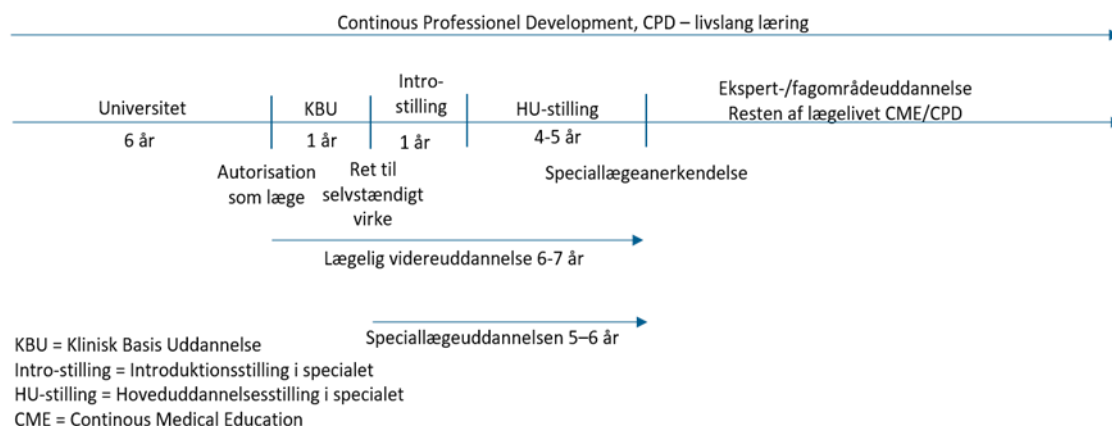 Continous Professionel Development, CPD – livslang læring
Universitet
6 år
KBU
1 år
Intro-
stilling
1 år
HU-stilling
4-5 år
Ekspert-/fagområdeuddannelse
Resten af lægelivet CME/CPD
Autorisation
som læge
Ret til
selvstændigt
virke
Speciallægeanerkendelse
Lægelig videreuddannelse 6-7 år
Speciallægeuddannelsen 5–6 år
KBU = Klinisk Basis Uddannelse
Intro-stilling = Introduktionsstilling i specialet
HU-stilling = Hoveduddannelsesstilling i specialet
CME = Continous Medical Education